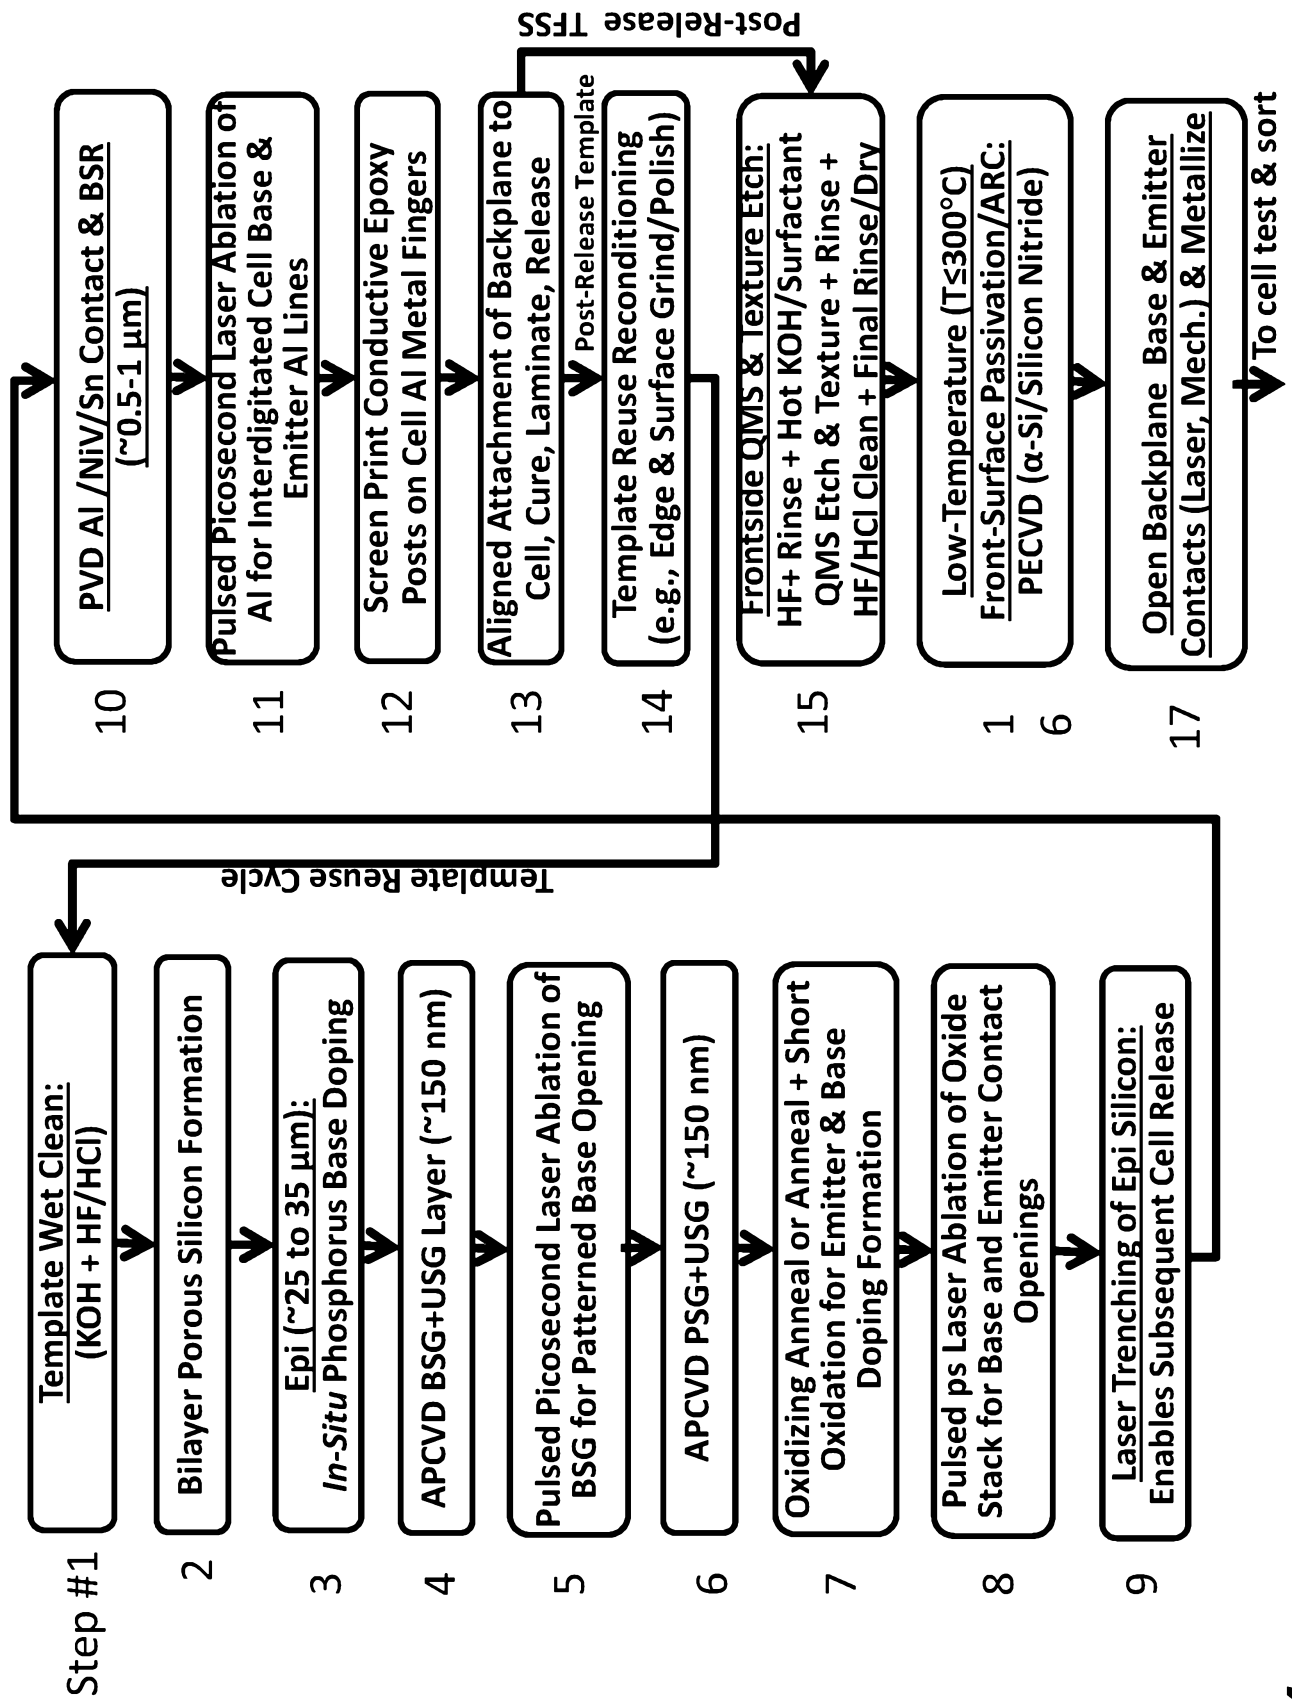 Step #1
Template Wet Clean:
(KOH + HF/HCl)
2
Bilayer Porous Silicon Formation
3
Epi (~25 to 35 µm):
In-Situ Phosphorus Base Doping
4
APCVD BSG+USG Layer (~150 nm)
5
Pulsed Picosecond Laser Ablation of
BSG for Patterned Base Opening
6
APCVD PSG+USG (~150 nm)
7
Oxidizing Anneal or Anneal + Short
Oxidation for Emitter & Base
Doping Formation
8
Pulsed ps Laser Ablation of Oxide
Stack for Base and Emitter Contact
Openings
9
Laser Trenching of Epi Silicon:
Enables Subsequent Cell Release
Template Reuse Cycle
10
PVD Al /NiV/Sn Contact & BSR
(~0.5-1 µm)
11
Pulsed Picosecond Laser Ablation of
Al for Interdigitated Cell Base &
Emitter Al Lines
12
Screen Print Conductive Epoxy
Posts on Cell Al Metal Fingers
13
Aligned Attachment of Backplane to
Cell, Cure, Laminate, Release
Post-Release Template
14
Template Reuse Reconditioning
(e.g., Edge & Surface Grind/Polish)
Post-Release TFSS
15
Frontside QMS & Texture Etch:
HF+ Rinse + Hot KOH/Surfactant
QMS Etch & Texture + Rinse +
HF/HCl Clean + Final Rinse/Dry
1
6
Low-Temperature (T≤300°C)
Front-Surface Passivation/ARC:
PECVD (α-Si/Silicon Nitride)
17
Open Backplane Base & Emitter
Contacts (Laser, Mech.) & Metallize
To cell test & sort